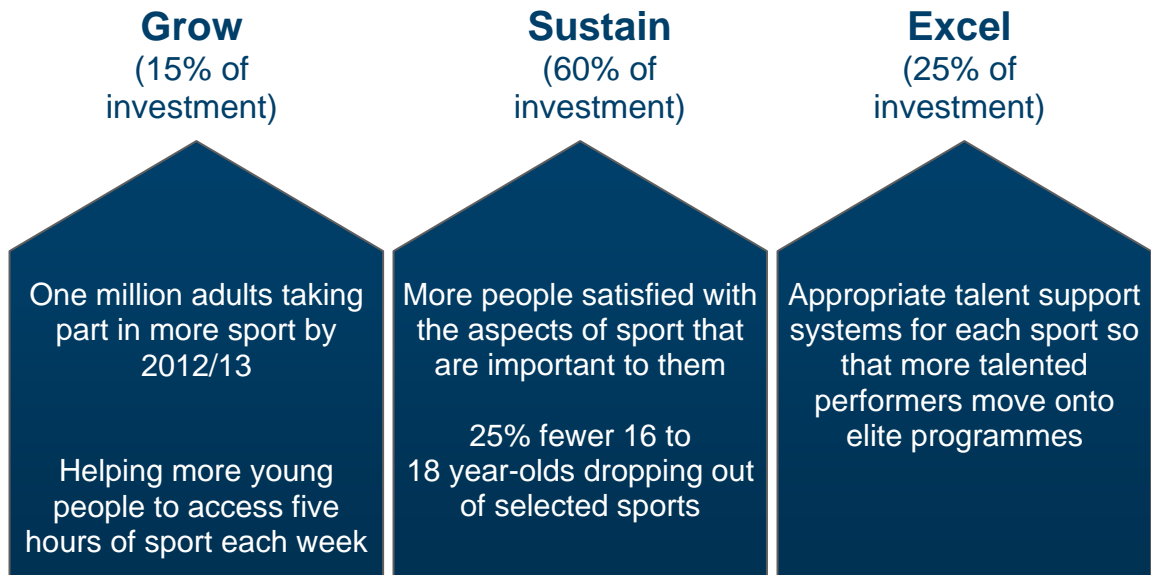 Grow
(15% of
investment)
One million adults taking
part in more sport by
2012/13
Helping more young
people to access five
hours of sport each week
Sustain
(60% of
investment)
More people satisfied with
the aspects of sport that
are important to them
25% fewer 16 to
18 year-olds dropping out
of selected sports
Excel
(25% of
investment)
Appropriate talent support
systems for each sport so
that more talented
performers move onto
elite programmes